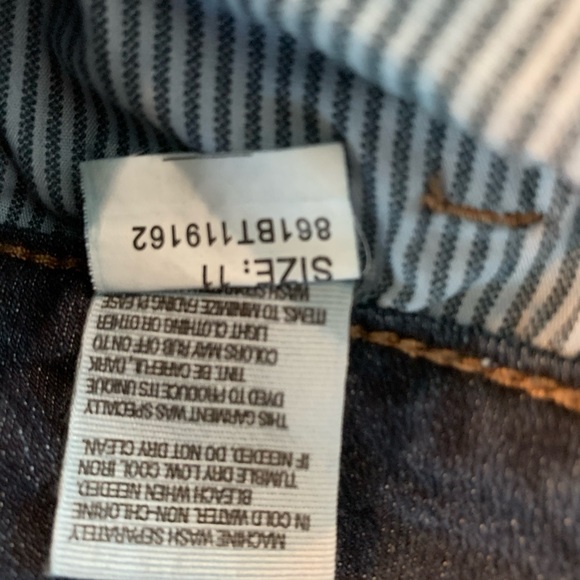 MACHINE WASH SEPARATELY
IN COLD WATER, NON-CHLORINE
BLEACH WHEN NEEDED,
TUMBLE DRY LOW, COOL IRON
IF NEEDED. DO NOT DRY CLEAN.
THIS GARMENT WAS SPECIALLY
DYED TO PRODUCE ITS UNIQUE
TINT. BE CAREFUL, DARK
COLORS MAY RUB OFF ON TO
LIGHT CLOTHING OR OTHER
ITEMS. TO MINIMIZE FADING PLEASE
WASH
SIZE: 11
861BT119162